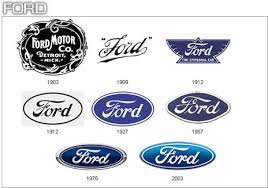 FORD
FORD MOTOR
CO.
DETROIT,
MICH.
1903
"Ford"
1909
Ford
THE UNIVERSAL CAR
1912
Ford
1912
Ford
1927
Ford
1957
Ford
1976
Ford
2003